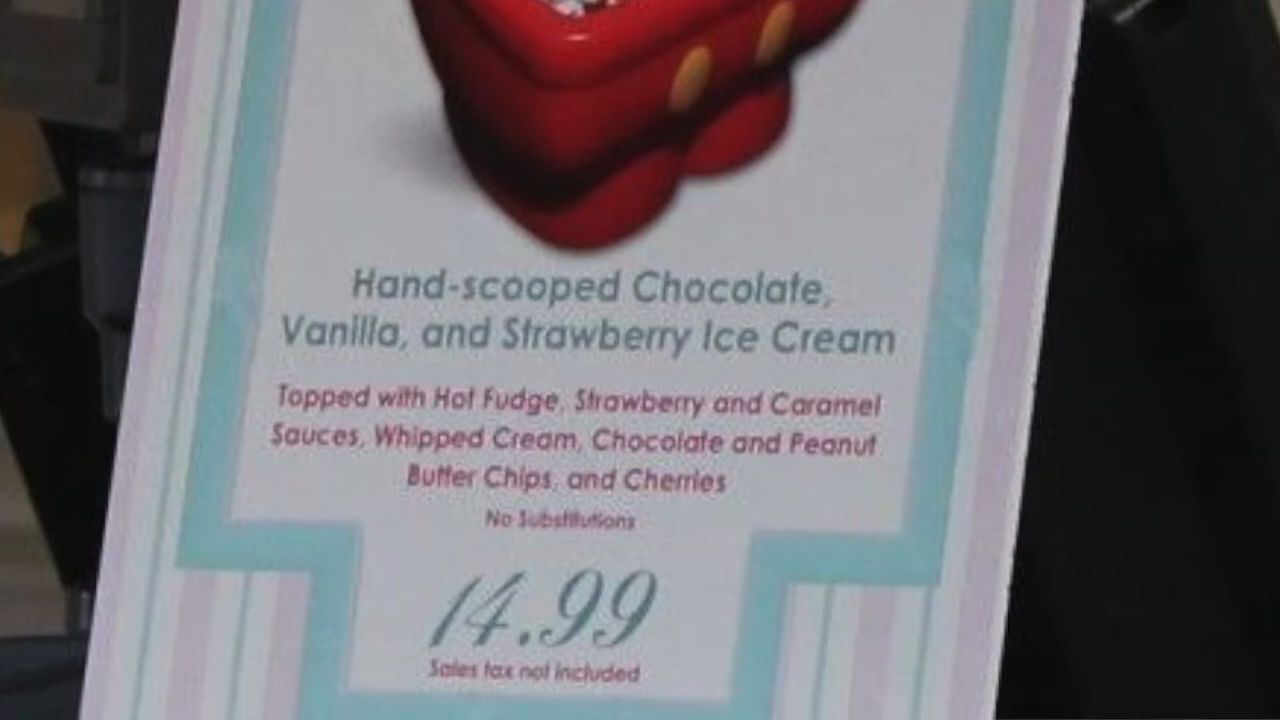 Hand-scooped Chocolate,
Vanilla, and Strawberry Ice Cream
Topped with Hot Fudge, Strawberry and Caramel
Sauces, Whipped Cream, Chocolate and Peanut
Butter Chips, and Cherries
No Substitutions
14.99
Sales tax not included